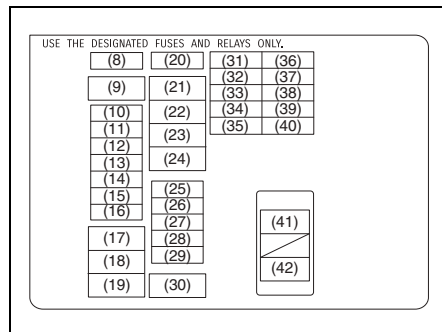 USE THE DESIGNATED FUSES AND RELAYS ONLY.
(8) (20) (31) (36)
(32) (37)
(9) (21) (33) (38)
(10) (22) (34) (39)
(11) (35) (40)
(12) (23)
(13)
(14) (24)
(15)
(16) (25)
(26)
(17) (27) (41)
(28)
(18) (29)
(42)
(19) (30)